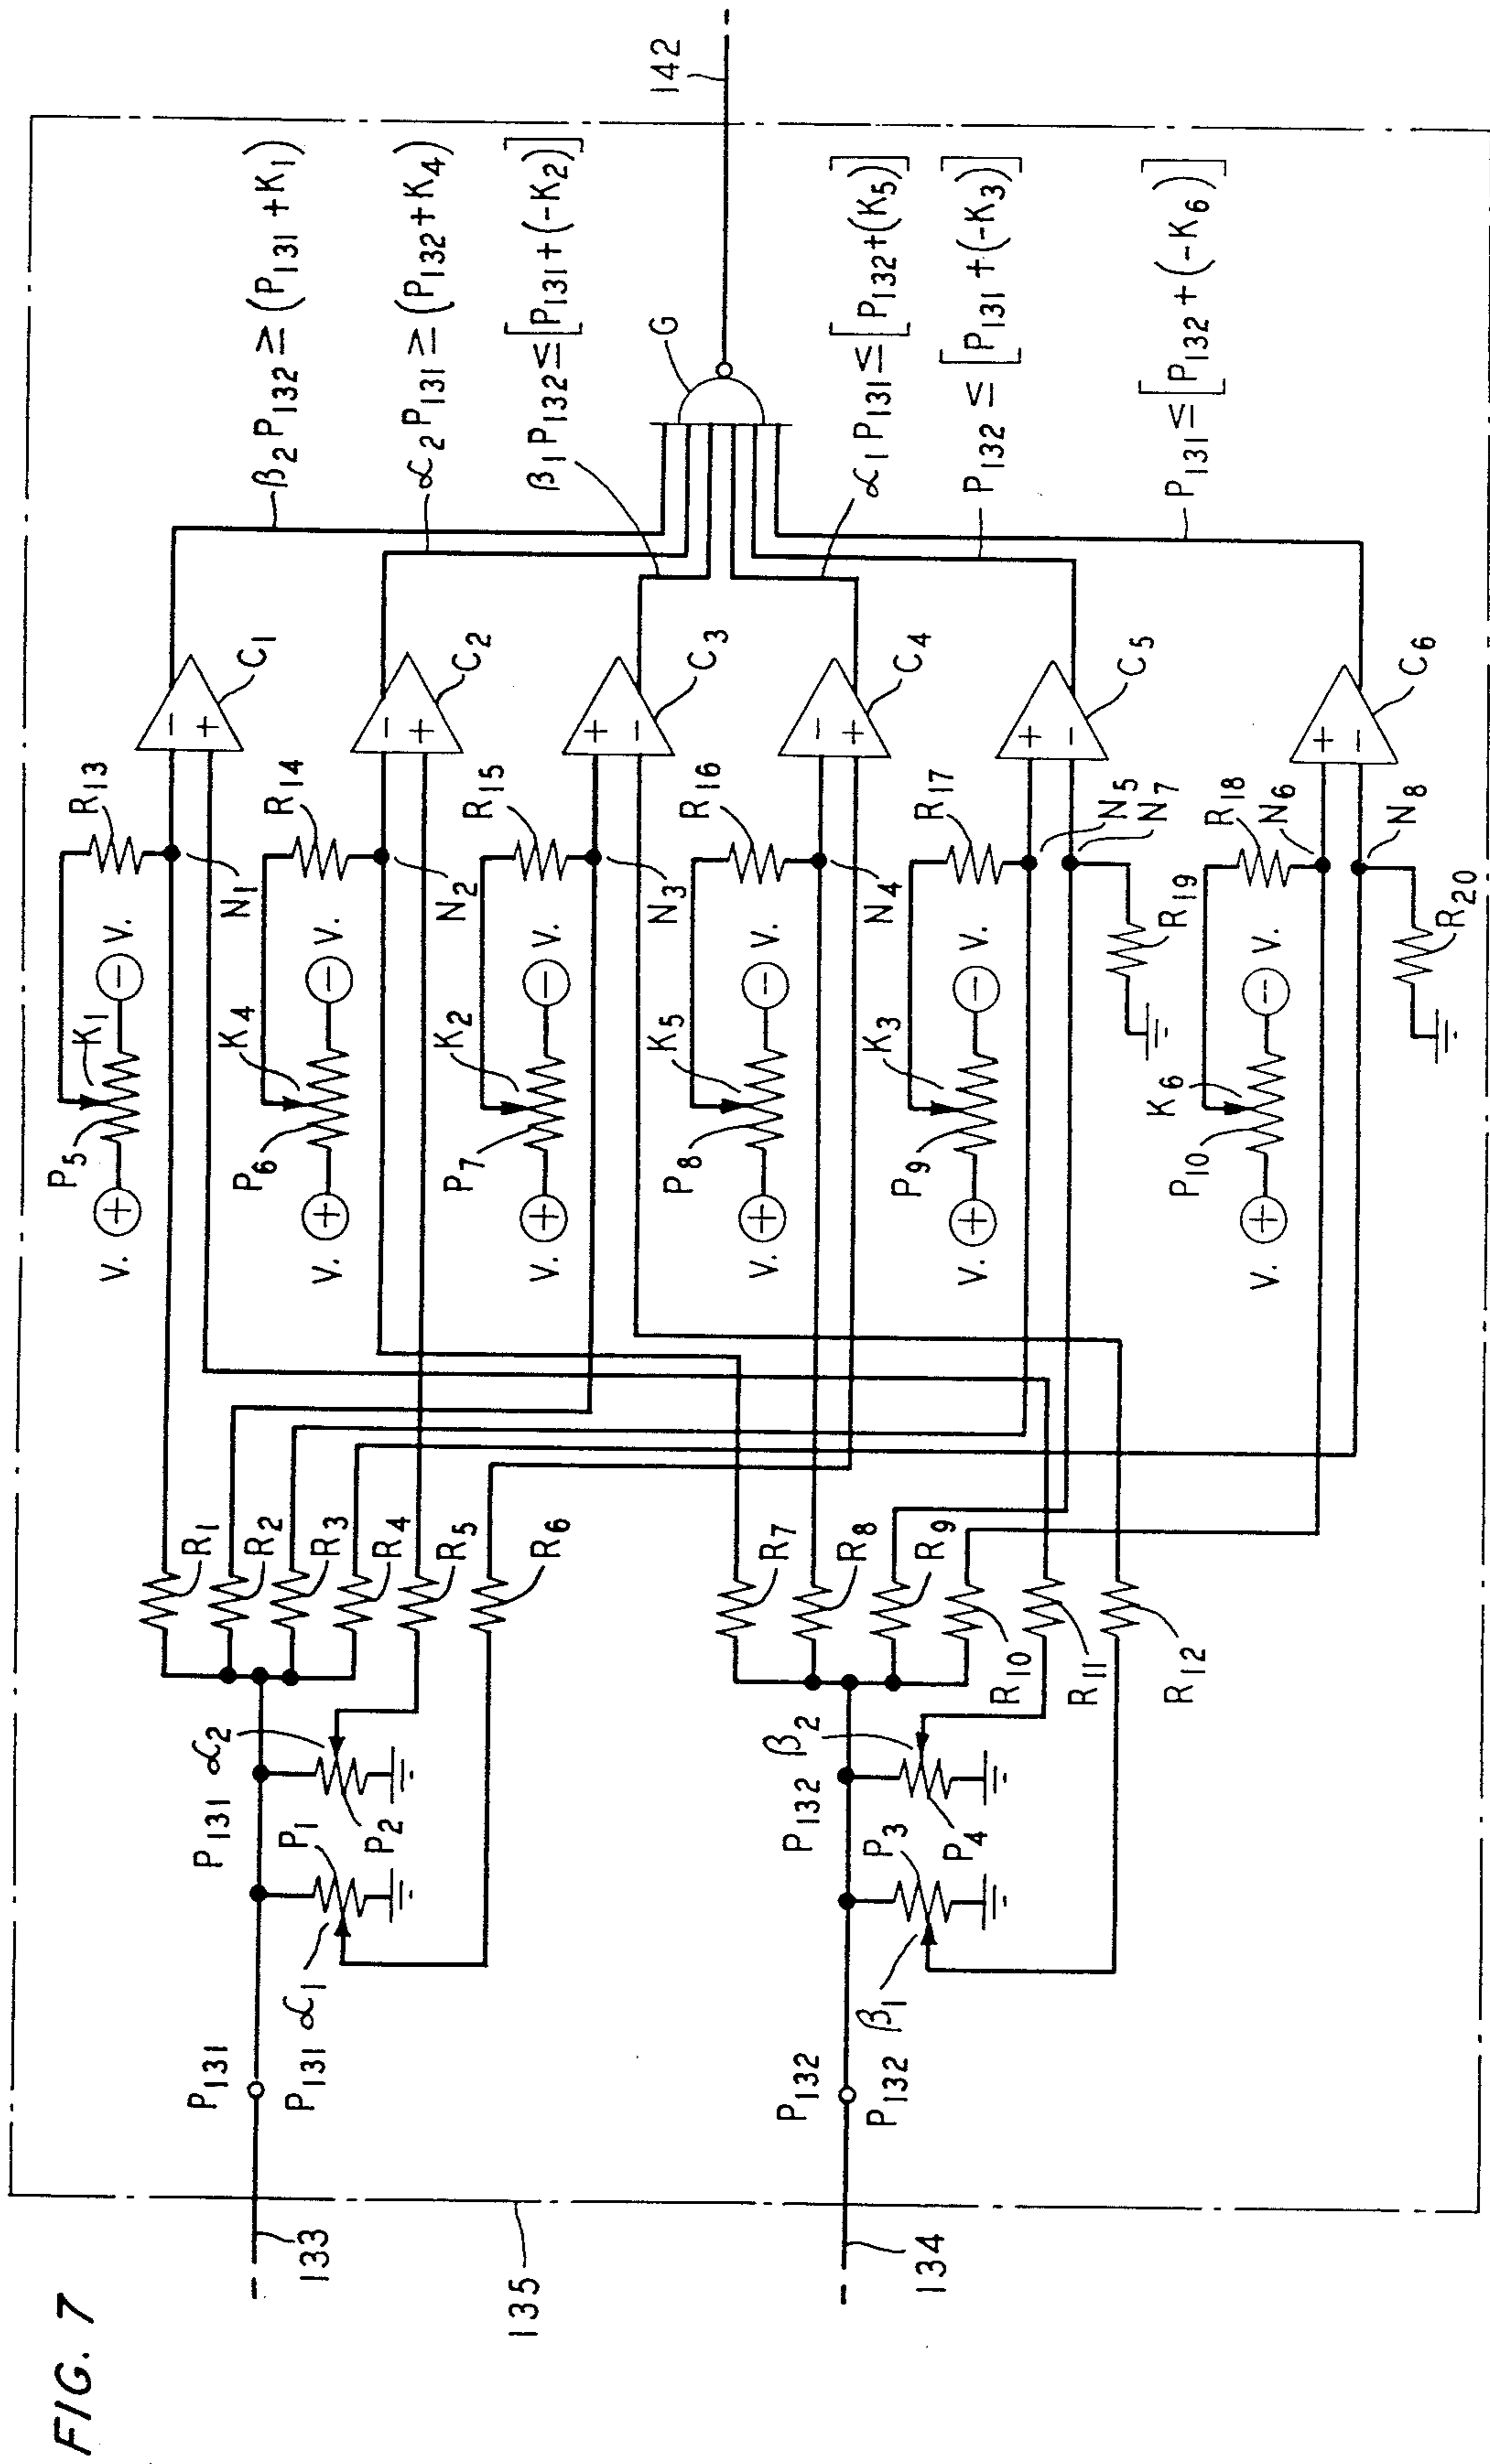 FIG. 7
135
133
134
P131
P131 α1
P1
P131 α2
P2
P132
P132 β1
P3
P132 β2
P4
R1
R2
R3
R4
R5
R6
R7
R8
R9
R10
R11
R12
V. + P5 K1 − V.
R13
N1
− +
C1
V. + P6 K4 − V.
R14
N2
− +
C2
V. + P7 K2 − V.
R15
N3
+ −
C3
V. + P8 K5 − V.
R16
N4
− +
C4
V. + P9 K3 − V.
R17
N5
N7
R19
+ −
C5
V. + P10 K6 − V.
R18
N6
N8
R20
+ −
C6
β2 P132 ≥ (P131 + K1)
α2 P131 ≥ (P132 + K4)
β1 P132 ≤ [P131 + (-K2)]
G
142
α1 P131 ≤ [P132 + (K5)]
P132 ≤ [P131 + (-K3)]
P131 ≤ [P132 + (-K6)]